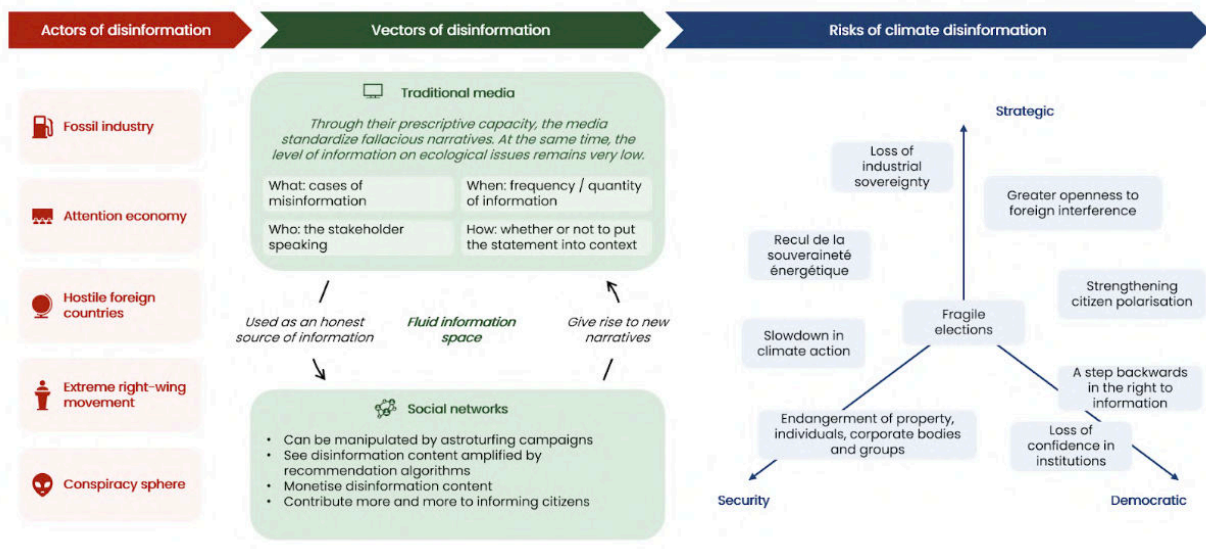 Actors of disinformation
Vectors of disinformation
Risks of climate disinformation
Fossil industry
Attention economy
Hostile foreign
countries
Extreme right-wing
movement
Conspiracy sphere
Traditional media
Through their prescriptive capacity, the media
standardize fallacious narratives. At the same time, the
level of information on ecological issues remains very low.
What: cases of
misinformation
When: frequency / quantity
of information
Who: the stakeholder
speaking
How: whether or not to put
the statement into context
Used as an honest
source of information
Fluid information
space
Give rise to new
narratives
Social networks
• Can be manipulated by astroturfing campaigns
• See disinformation content amplified by
recommendation algorithms
• Monetise disinformation content
• Contribute more and more to informing citizens
Strategic
Loss of
industrial
sovereignty
Greater openness to
foreign interference
Recul de la
souveraineté
énergétique
Strengthening
citizen polarisation
Fragile
elections
Slowdown in
climate action
A step backwards
in the right to
information
Endangerment of property,
individuals, corporate bodies
and groups
Loss of
confidence in
institutions
Security
Democratic